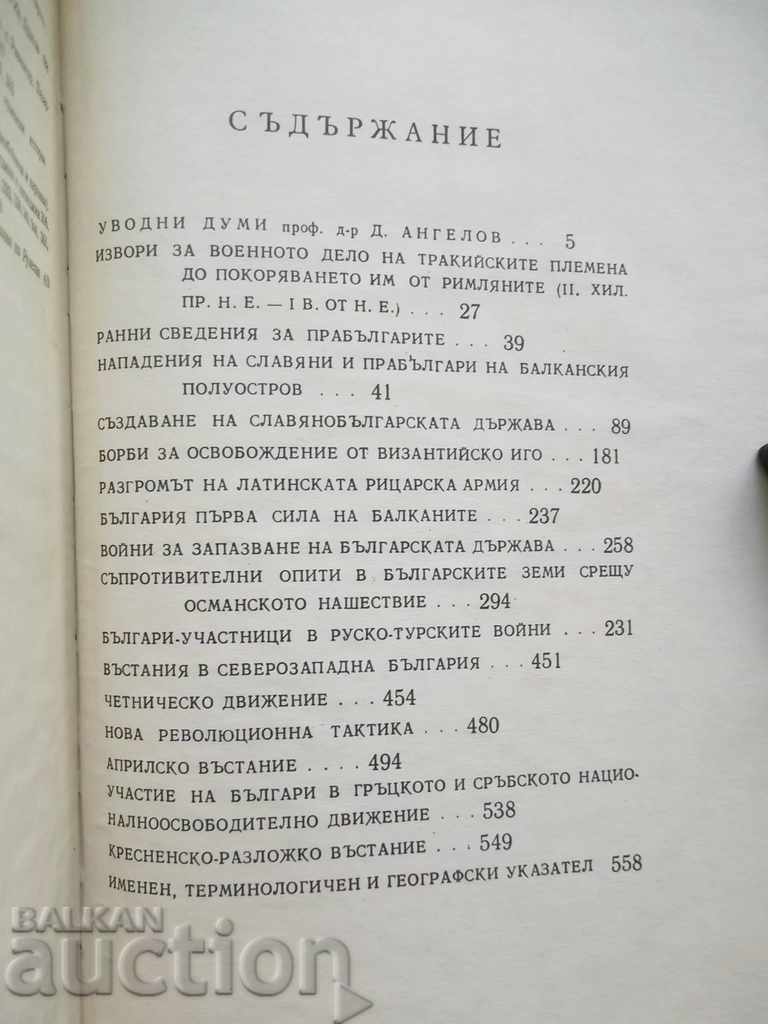 СЪДЪРЖАНИЕ
УВОДНИ ДУМИ проф. д-р Д. АНГЕЛОВ . . . 5
ИЗВОРИ ЗА ВОЕННОТО ДЕЛО НА ТРАКИЙСКИТЕ ПЛЕМЕНА
ДО ПОКОРЯВАНЕТО ИМ ОТ РИМЛЯНИТЕ (II. ХИЛ.
ПР. Н. Е. — I В. ОТ Н. Е.) . . . 27
РАННИ СВЕДЕНИЯ ЗА ПРАБЪЛГАРИТЕ . . . 39
НАПАДЕНИЯ НА СЛАВЯНИ И ПРАБЪЛГАРИ НА БАЛКАНСКИЯ
ПОЛУОСТРОВ . . . 41
СЪЗДАВАНЕ НА СЛАВЯНОБЪЛГАРСКАТА ДЪРЖАВА . . . 89
БОРБИ ЗА ОСВОБОЖДЕНИЕ ОТ ВИЗАНТИЙСКО ИГО . . . 181
РАЗГРОМЪТ НА ЛАТИНСКАТА РИЦАРСКА АРМИЯ . . . 220
БЪЛГАРИЯ ПЪРВА СИЛА НА БАЛКАНИТЕ . . . 237
ВОЙНИ ЗА ЗАПАЗВАНЕ НА БЪЛГАРСКАТА ДЪРЖАВА . . . 258
СЪПРОТИВИТЕЛНИ ОПИТИ В БЪЛГАРСКИТЕ ЗЕМИ СРЕЩУ
ОСМАНСКОТО НАШЕСТВИЕ . . . 294
БЪЛГАРИ-УЧАСТНИЦИ В РУСКО-ТУРСКИТЕ ВОЙНИ . . . 231
ВЪСТАНИЯ В СЕВЕРОЗАПАДНА БЪЛГАРИЯ . . . 451
ЧЕТНИЧЕСКО ДВИЖЕНИЕ . . . 454
НОВА РЕВОЛЮЦИОННА ТАКТИКА . . . 480
АПРИЛСКО ВЪСТАНИЕ . . . 494
УЧАСТИЕ НА БЪЛГАРИ В ГРЪЦКОТО И СРЪБСКОТО НАЦИО-
НАЛНООСВОБОДИТЕЛНО ДВИЖЕНИЕ . . . 538
КРЕСНЕНСКО-РАЗЛОЖКО ВЪСТАНИЕ . . . 549
ИМЕНЕН, ТЕРМИНОЛОГИЧЕН И ГЕОГРАФСКИ УКАЗАТЕЛ 558
BALKAN
auction